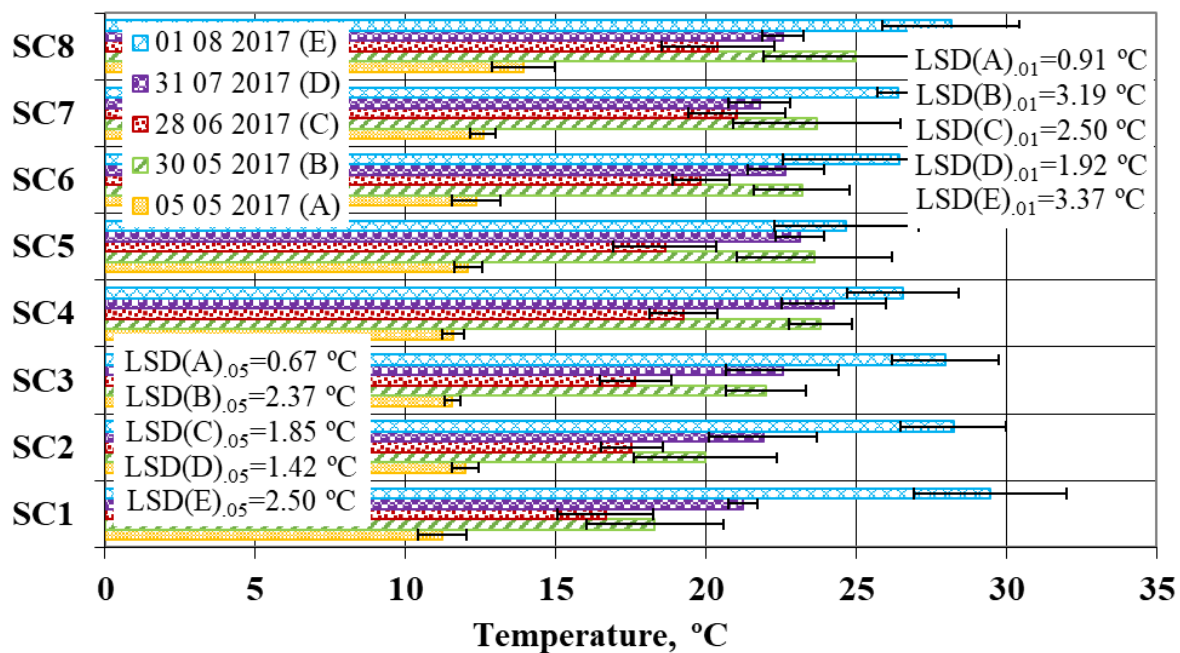 SC8
SC7
SC6
SC5
SC4
SC3
SC2
SC1
01 08 2017 (E)
31 07 2017 (D)
28 06 2017 (C)
30 05 2017 (B)
05 05 2017 (A)
LSD(A).01=0.91 ºC
LSD(B).01=3.19 ºC
LSD(C).01=2.50 ºC
LSD(D).01=1.92 ºC
LSD(E).01=3.37 ºC
LSD(A).05=0.67 ºC
LSD(B).05=2.37 ºC
LSD(C).05=1.85 ºC
LSD(D).05=1.42 ºC
LSD(E).05=2.50 ºC
0 5 10 15 20 25 30 35
Temperature, ºC